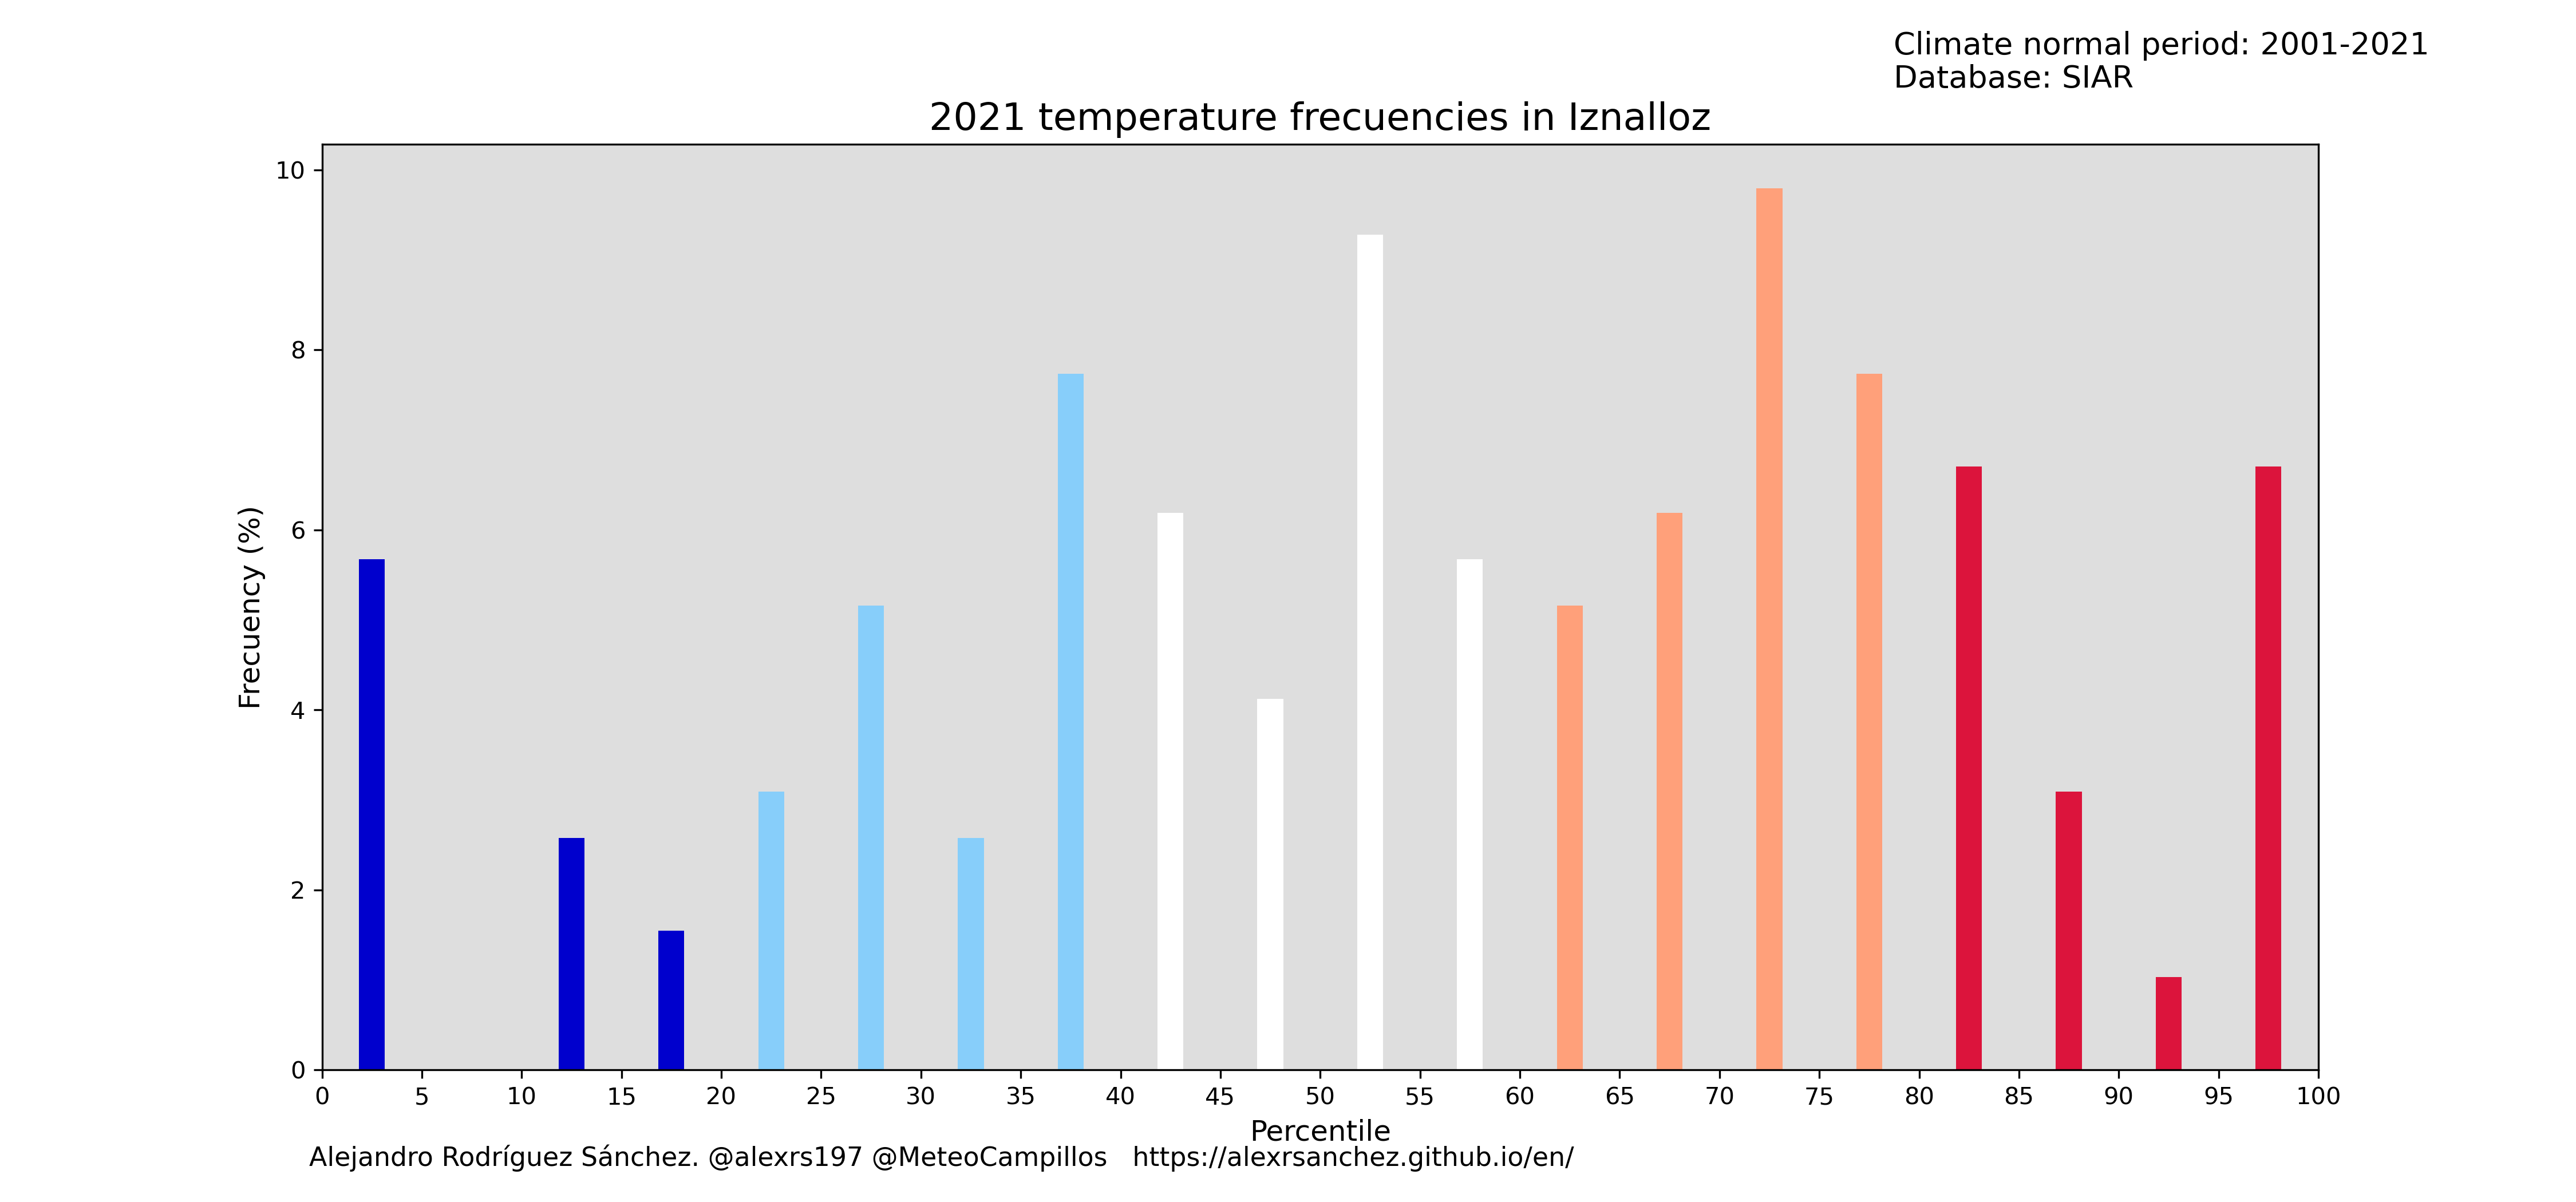 Climate normal period: 2001-2021
Database: SIAR
2021 temperature frecuencies in Iznalloz
10
8
6
4
2
0
Frecuency (%)
0 5 10 15 20 25 30 35 40 45 50 55 60 65 70 75 80 85 90 95 100
Percentile
Alejandro Rodríguez Sánchez. @alexrs197 @MeteoCampillos https://alexrsanchez.github.io/en/